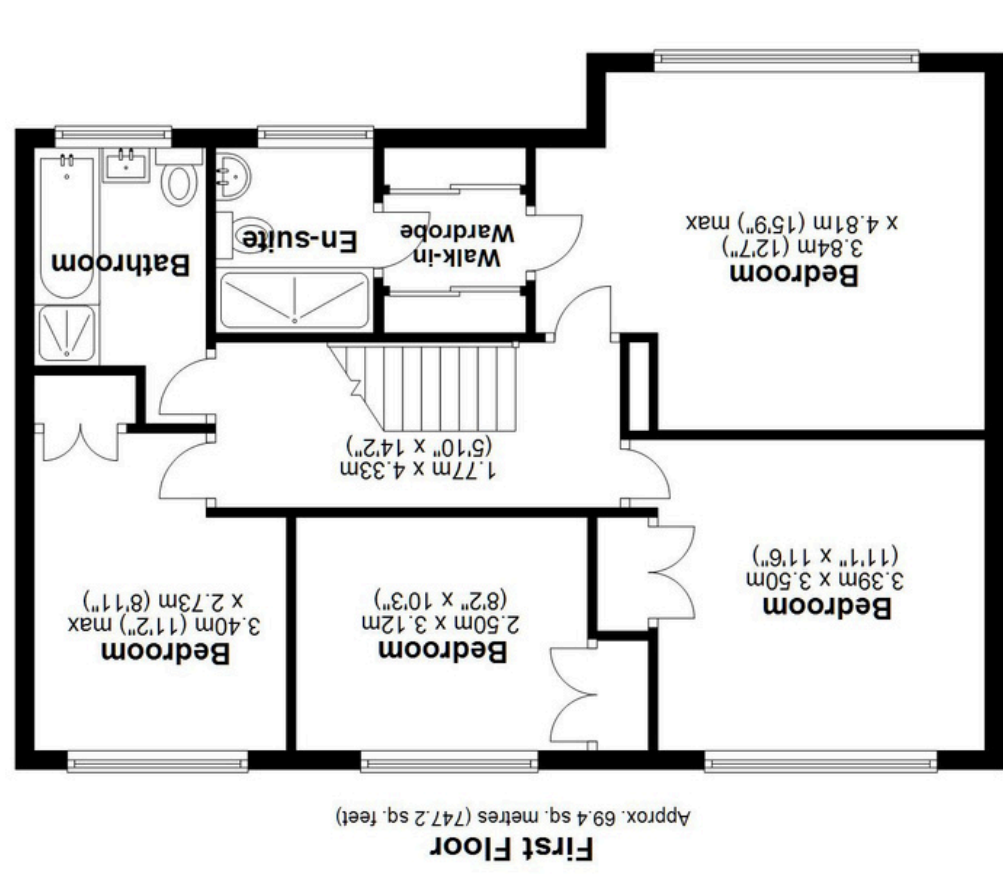 First Floor
Approx. 69.4 sq. metres (747.2 sq. feet)
Bedroom
3.39m x 3.50m
(11'1" x 11'6")
Bedroom
2.50m x 3.12m
(8'2" x 10'3")
Bedroom
3.40m (11'2") max
x 2.73m (8'11")
1.77m x 4.33m
(5'10" x 14'2")
Bedroom
3.84m (12'7")
x 4.81m (15'9") max
Walk-in
Wardrobe
En-suite
Bathroom